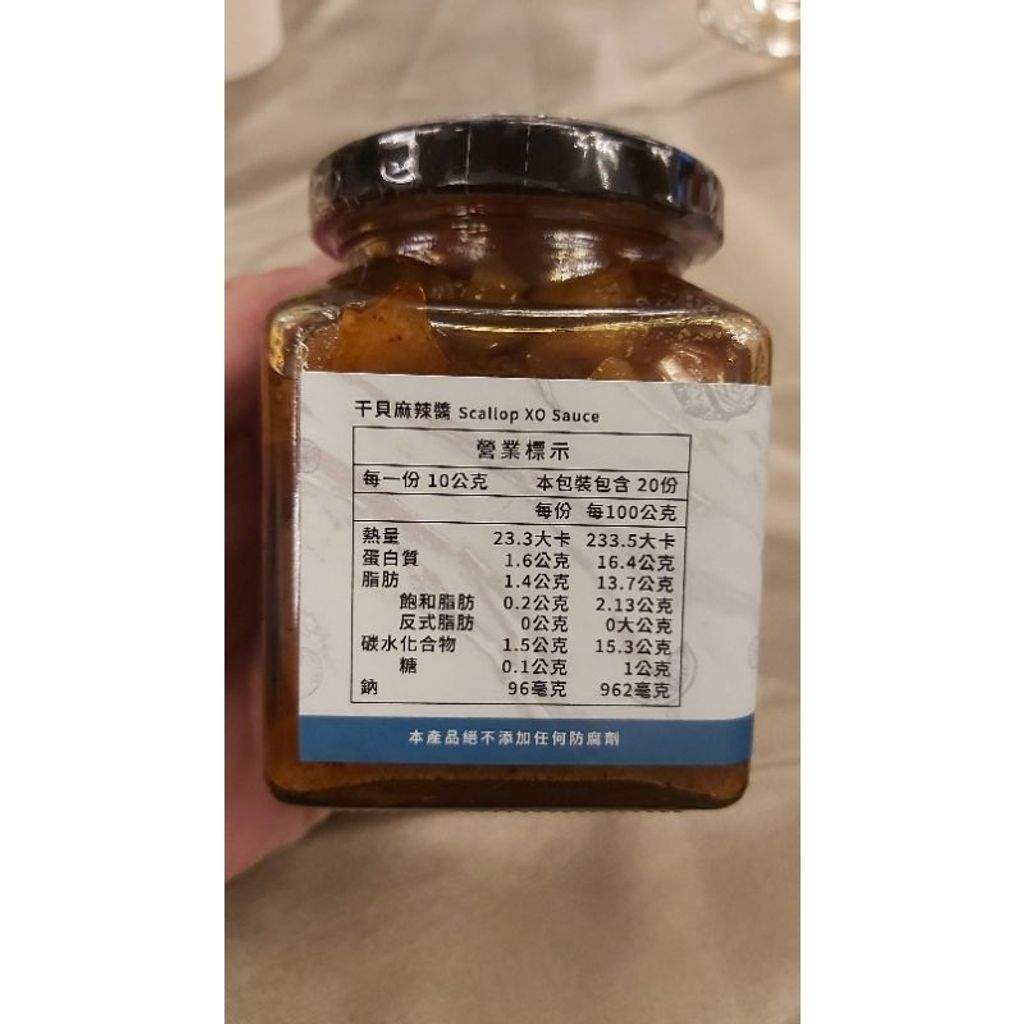 干貝麻辣醬 Scallop XO Sauce
營業標示
每一份 10公克 本包裝包含 20份
每份 每100公克
熱量 23.3大卡 233.5大卡
蛋白質 1.6公克 16.4公克
脂肪 1.4公克 13.7公克
飽和脂肪 0.2公克 2.13公克
反式脂肪 0公克 0大公克
碳水化合物 1.5公克 15.3公克
糖 0.1公克 1公克
鈉 96毫克 962毫克
本產品絕不添加任何防腐劑